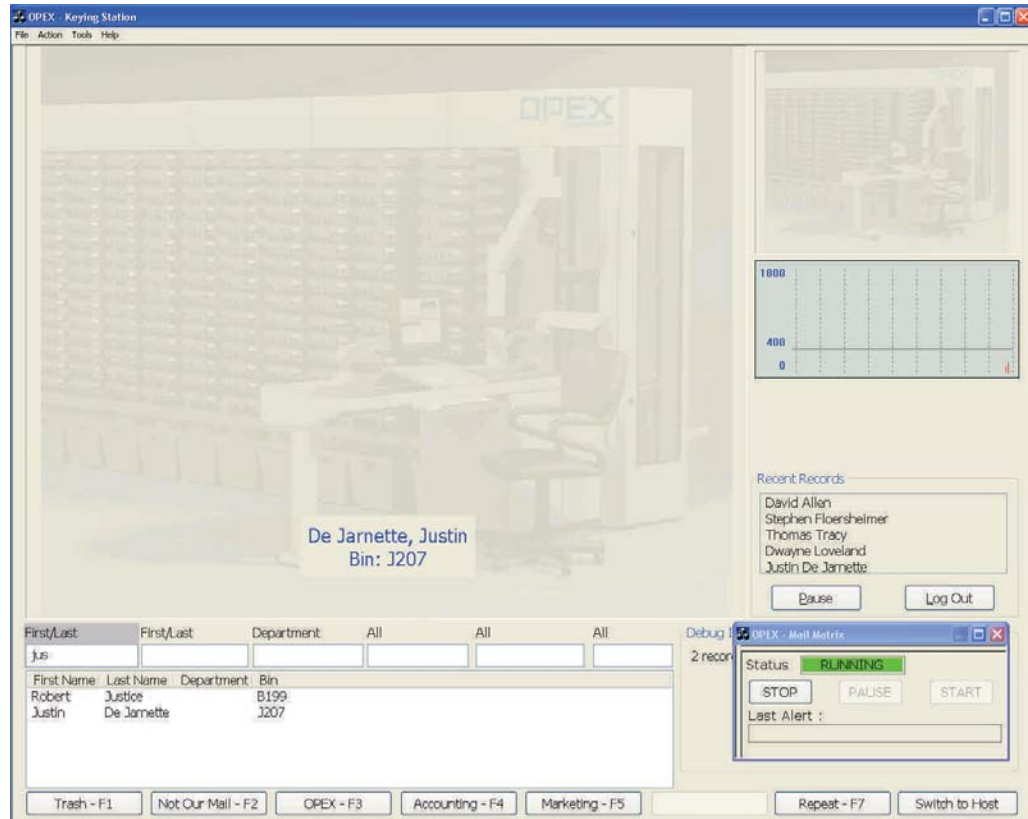 OPEX - Keying Station
File Action Tools Help
OPEX
1800
400
0
Recent Records
David Allen
Stephen Floersheimer
Thomas Tracy
Dwayne Loveland
Justin De Jarnette
Pause Log Out
De Jarnette, Justin
Bin: J207
First/Last First/Last Department All All All
jus
First Name Last Name Department Bin
Robert Justice B199
Justin De Jarnette J207
Debug
2 recor
OPEX - Mail Matrix
Status RUNNING
STOP PAUSE START
Last Alert :
Trash - F1 Not Our Mail - F2 OPEX - F3 Accounting - F4 Marketing - F5 Repeat - F7 Switch to Host